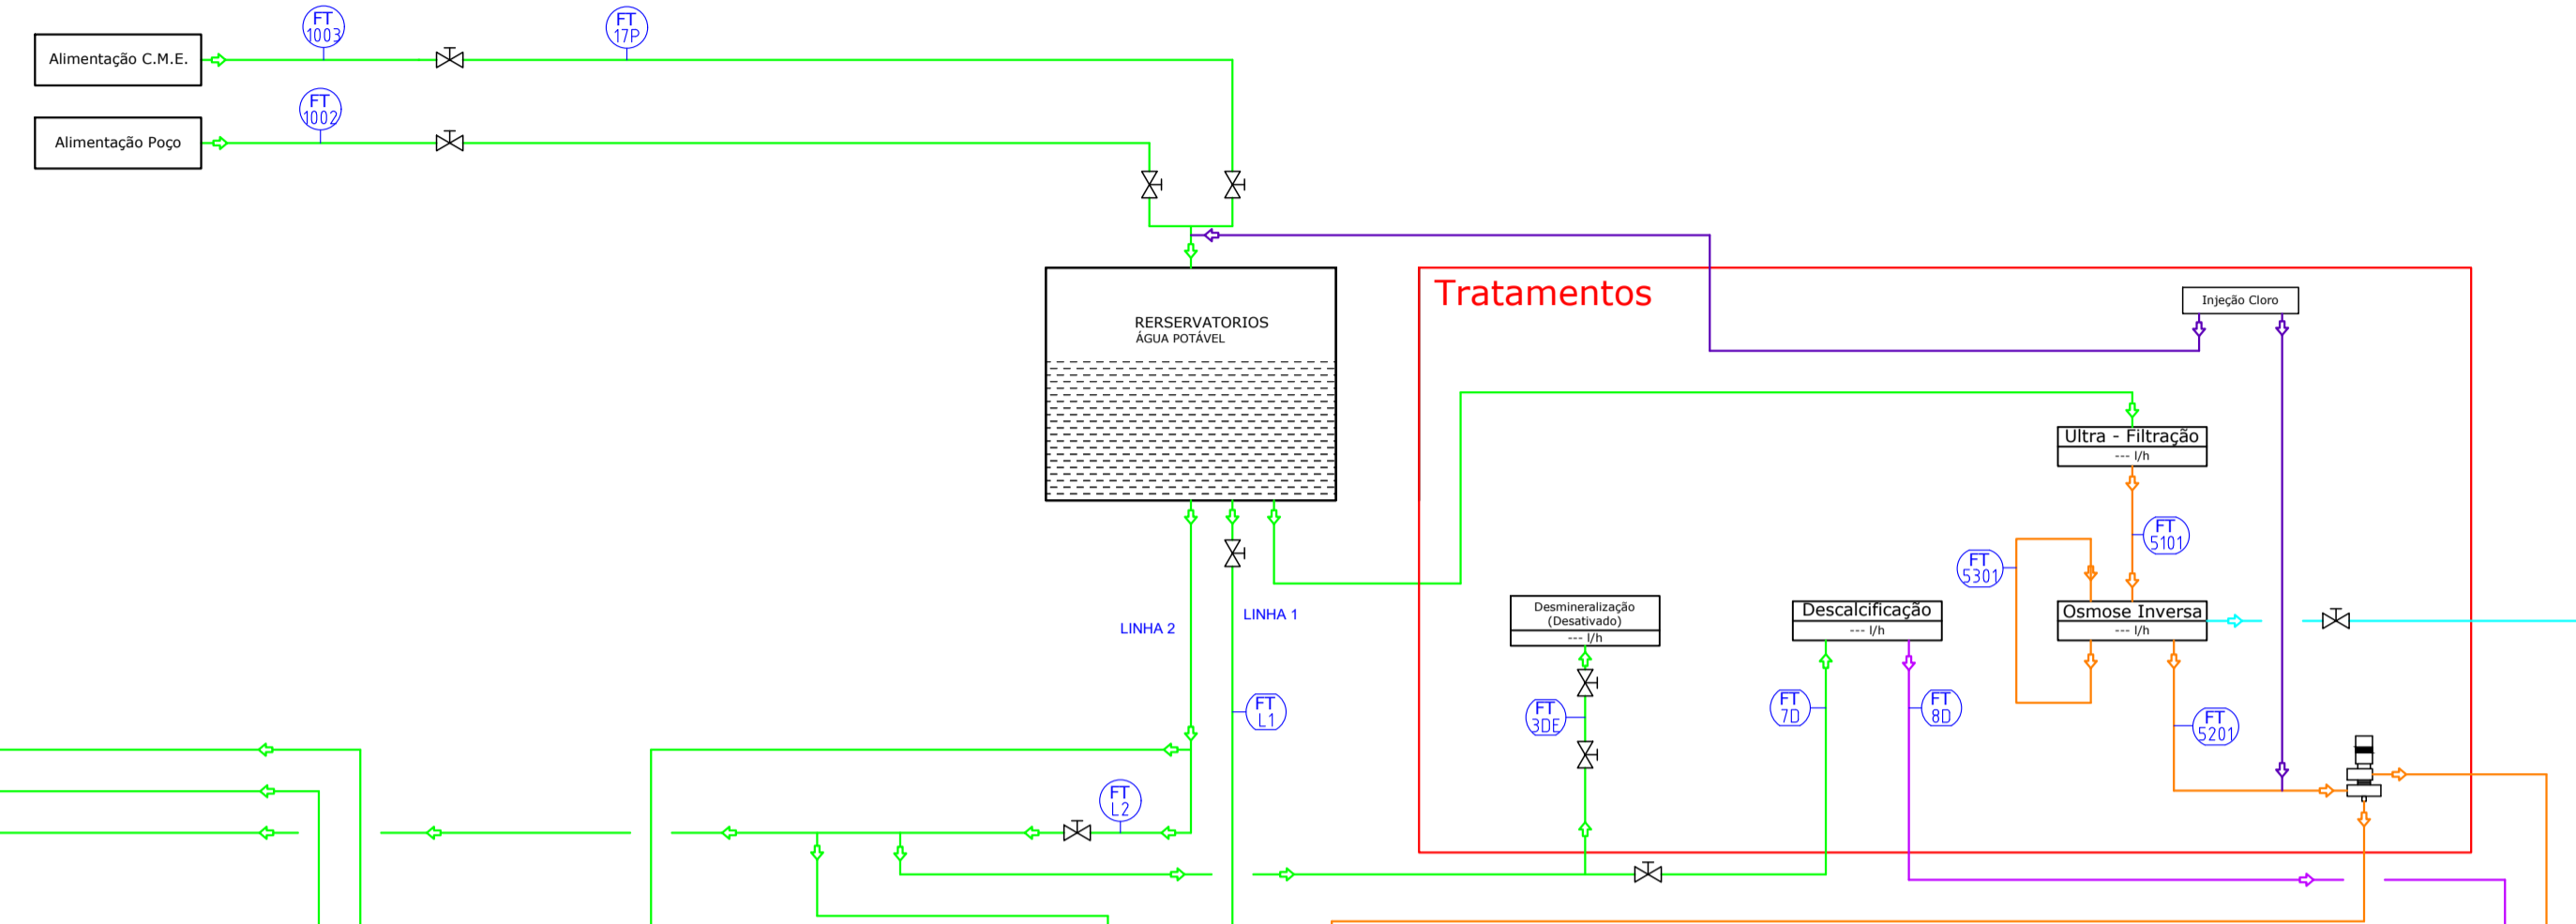 FT
1003
FT
17P
Alimentação C.M.E.
FT
1002
Alimentação Poço
Tratamentos
Injeção Cloro
RERSERVATORIOS
ÁGUA POTÁVEL
Ultra - Filtração
--- l/h
FT
5101
FT
5301
Desmineralização
(Desativado)
--- l/h
Descalcificação
--- l/h
Osmose Inversa
--- l/h
LINHA 2
LINHA 1
FT
L1
FT
3DE
FT
7D
FT
8D
FT
5201
FT
L2